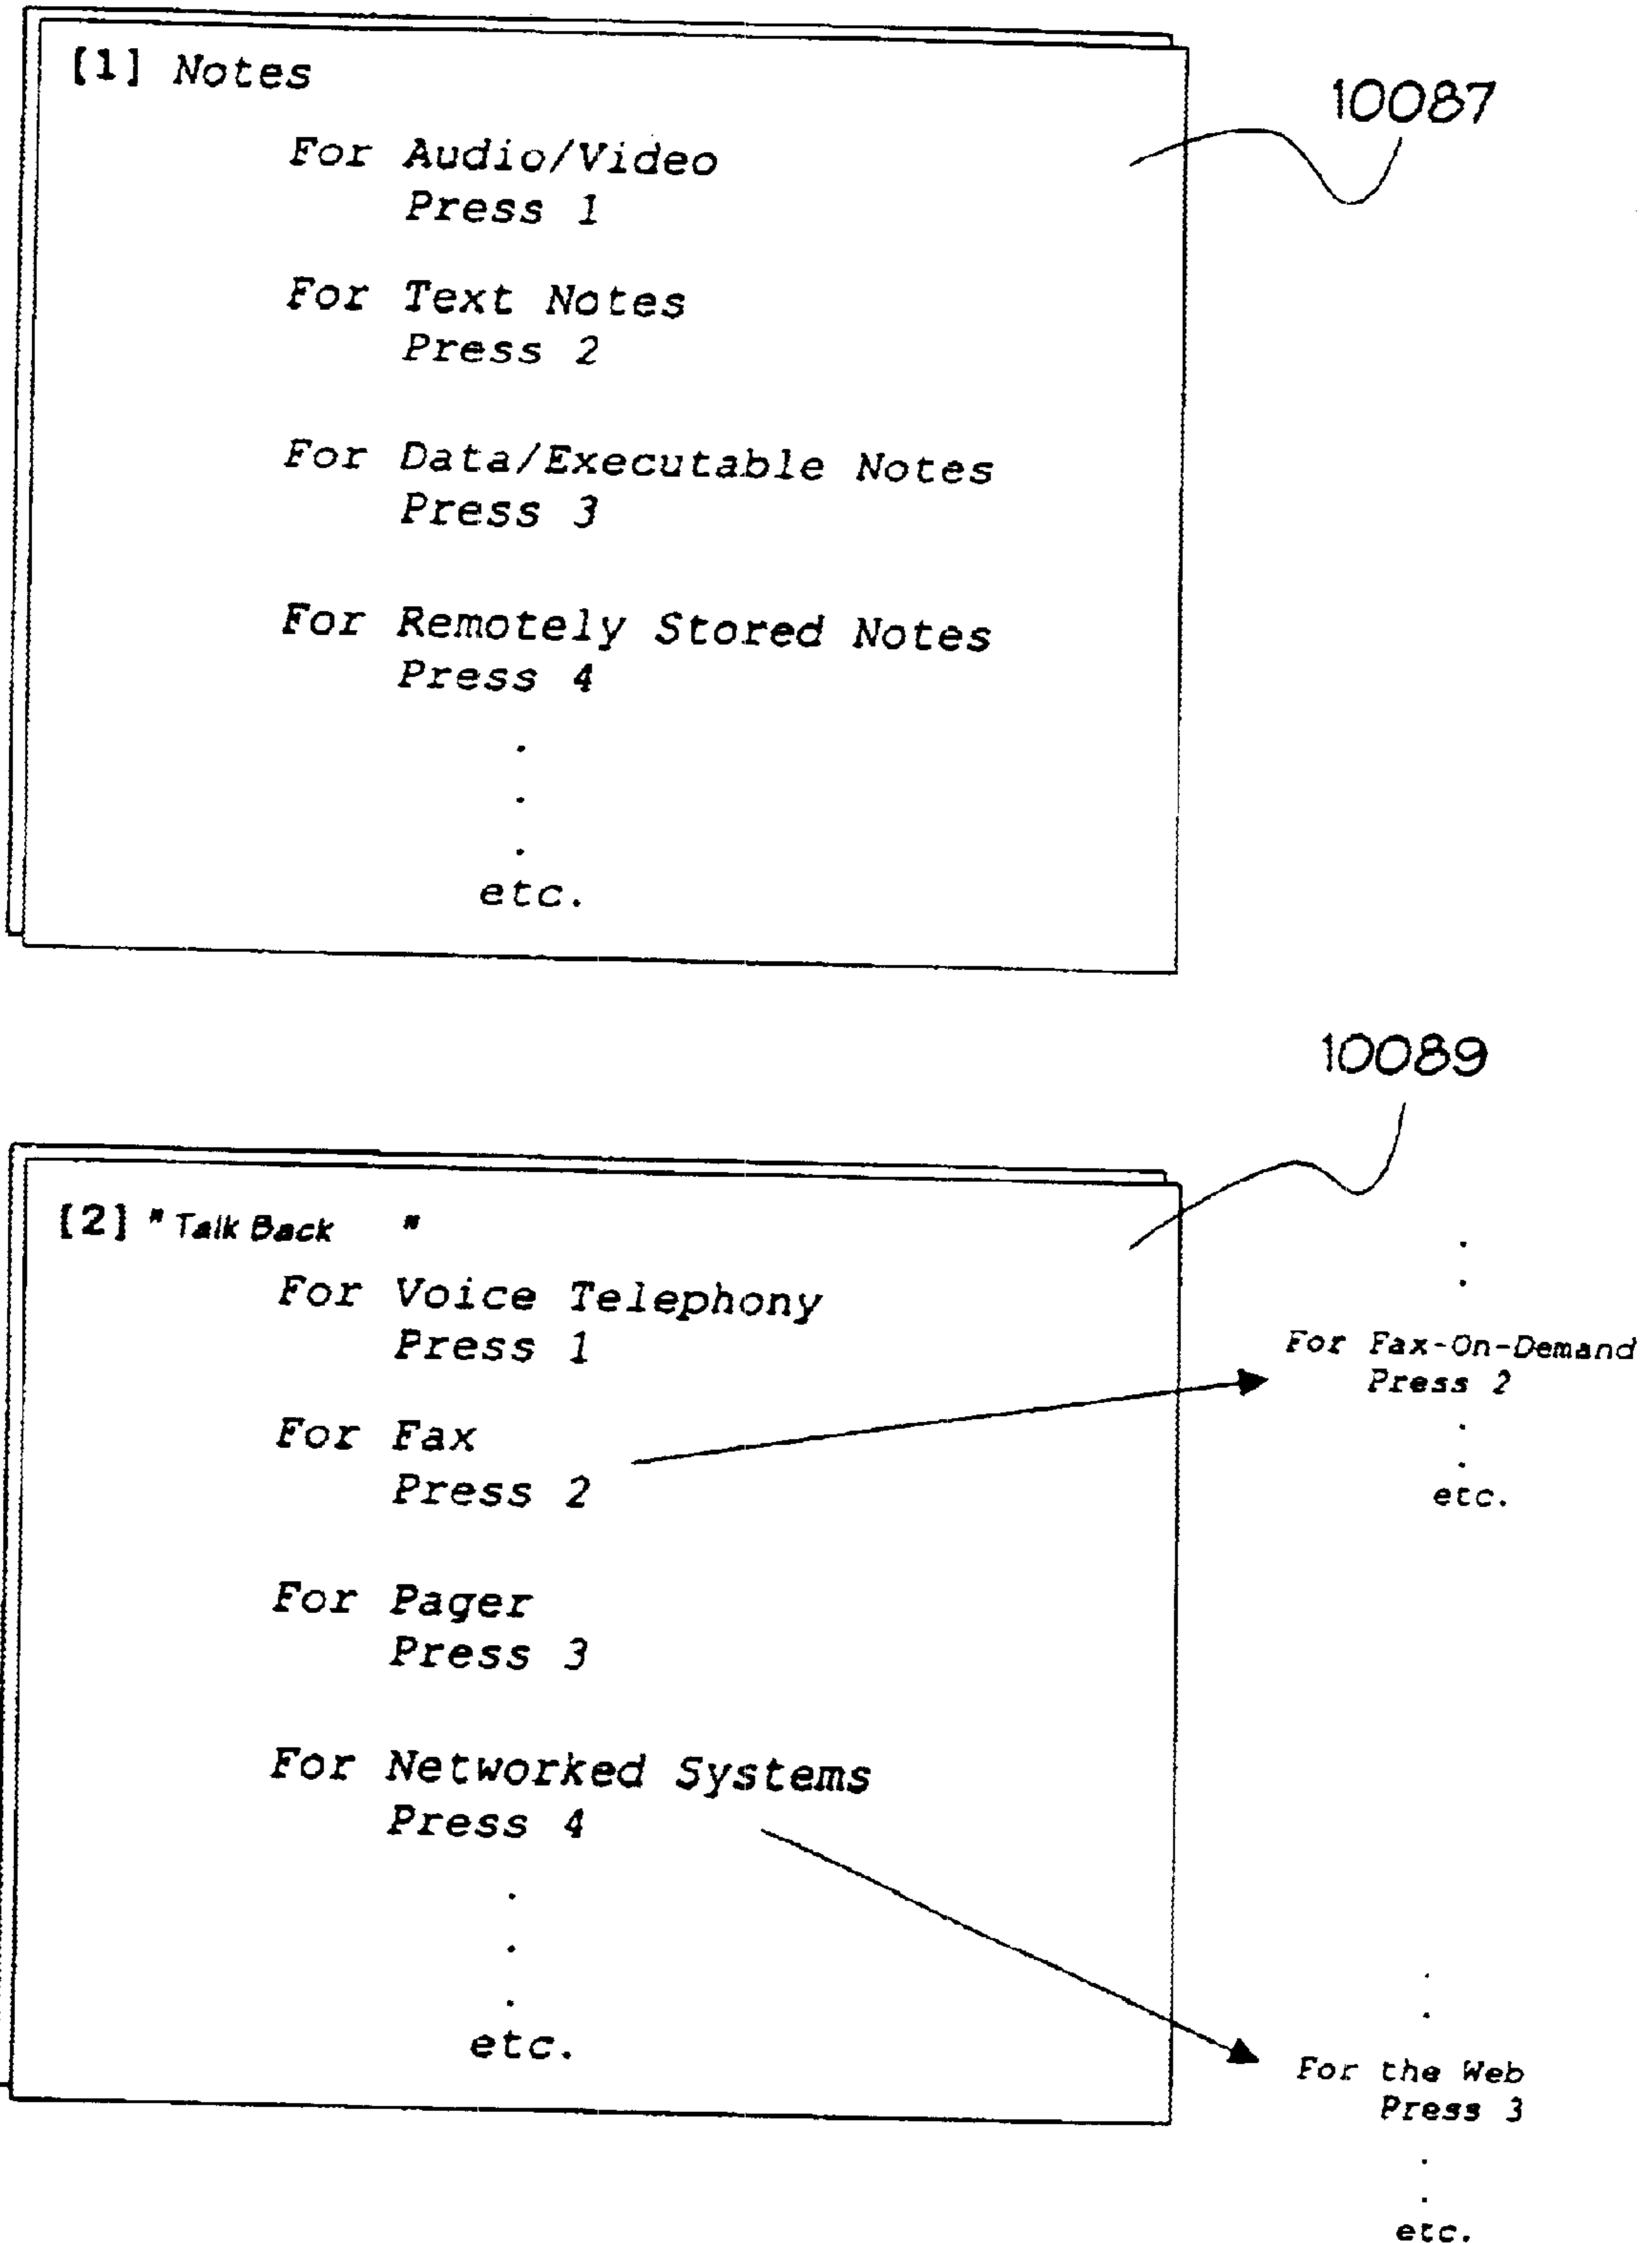 [1] Notes
10087
For Audio/Video
Press 1
For Text Notes
Press 2
For Data/Executable Notes
Press 3
For Remotely Stored Notes
Press 4
.
.
.
etc.
10089
[2] "Talk Back "
For Voice Telephony
Press 1
For Fax
Press 2
For Pager
Press 3
For Networked Systems
Press 4
.
.
.
etc.
.
.
For Fax-On-Demand
Press 2
.
.
etc.
.
.
For the Web
Press 3
.
.
etc.